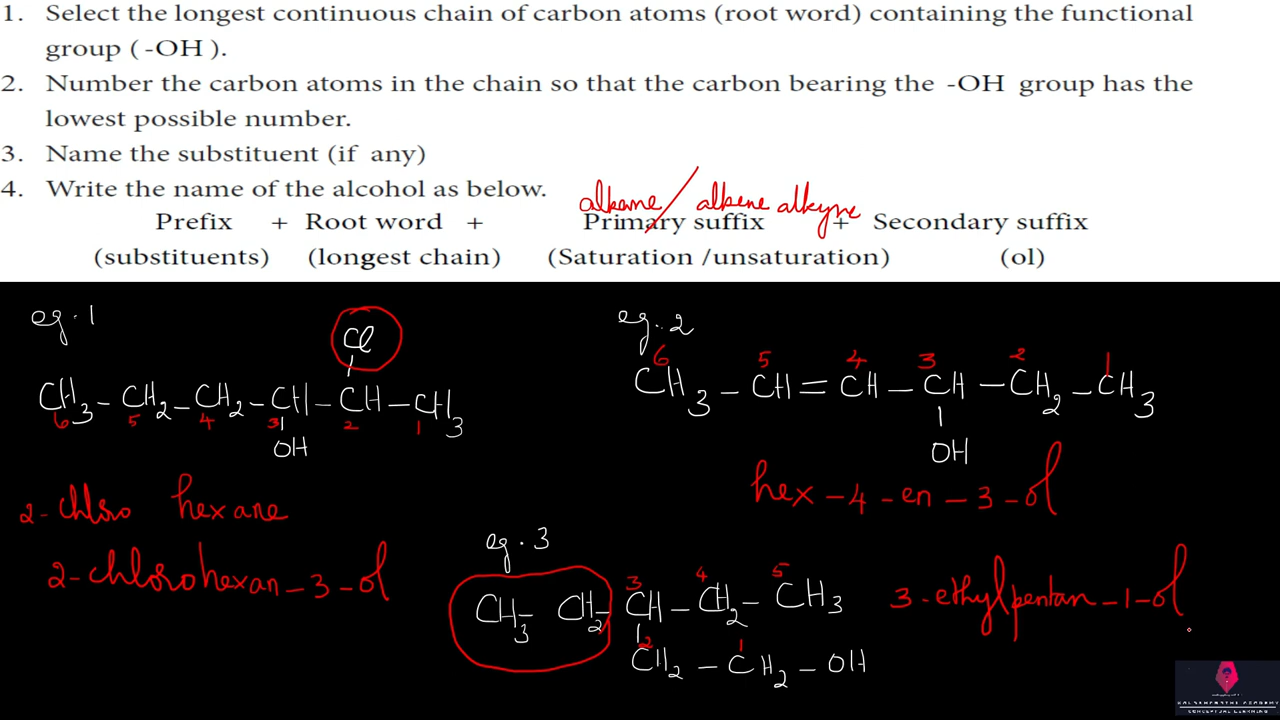 1. Select the longest continuous chain of carbon atoms (root word) containing the functional
group ( -OH ).
2. Number the carbon atoms in the chain so that the carbon bearing the -OH group has the
lowest possible number.
3. Name the substituent (if any)
4. Write the name of the alcohol as below.
alkane / alkene alkyne
Prefix + Root word + Primary suffix + Secondary suffix
(substituents) (longest chain) (Saturation /unsaturation) (ol)
eg. 1
Cl
CH3 – CH2 – CH2 – CH – CH – CH3
6 5 4 3 2 1
OH
2-chloro hexane
2-chlorohexan-3-ol
eg. 2
6 5 4 3 2 1
CH3 – CH = CH – CH – CH2 – CH3
OH
hex-4-en-3-ol
eg. 3
3 4 5
CH3– CH2– CH – CH2 – CH3
2 1
CH2 – CH2 – OH
3-ethylpentan-1-ol
CONCEPTUAL LEARNING